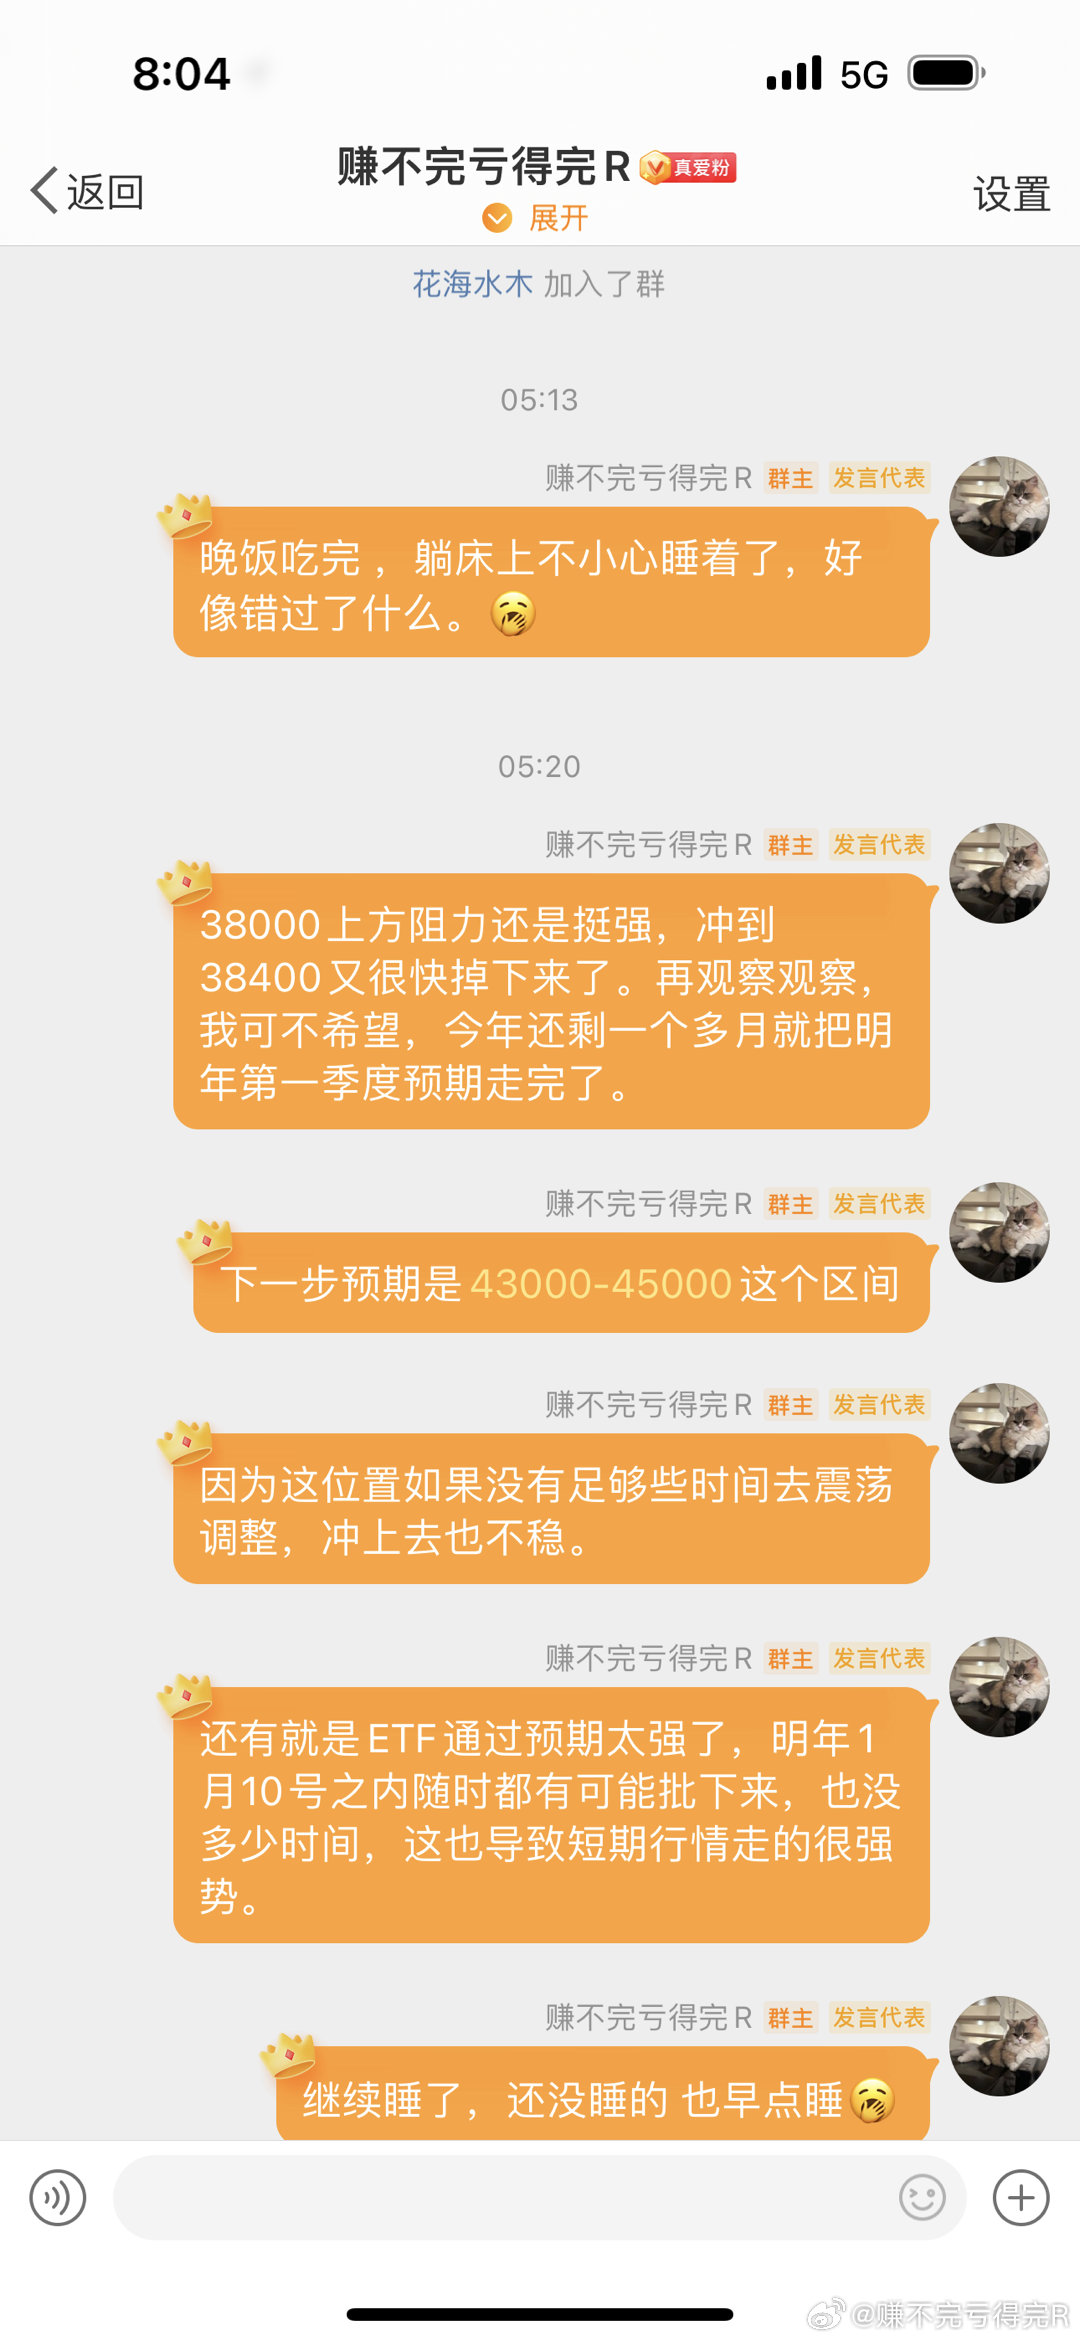 8:04
5G
返回
赚不完亏得完R
真爱粉
展开
设置
花海水木 加入了群
05:13
赚不完亏得完R 群主 发言代表
晚饭吃完，躺床上不小心睡着了，好
像错过了什么。🥱
05:20
赚不完亏得完R 群主 发言代表
38000上方阻力还是挺强，冲到
38400又很快掉下来了。再观察观察，
我可不希望，今年还剩一个多月就把明
年第一季度预期走完了。
赚不完亏得完R 群主 发言代表
下一步预期是43000-45000这个区间
赚不完亏得完R 群主 发言代表
因为这位置如果没有足够些时间去震荡
调整，冲上去也不稳。
赚不完亏得完R 群主 发言代表
还有就是ETF通过预期太强了，明年1
月10号之内随时都有可能批下来，也没
多少时间，这也导致短期行情走的很强
势。
赚不完亏得完R 群主 发言代表
继续睡了，还没睡的 也早点睡🥱
@赚不完亏得完R